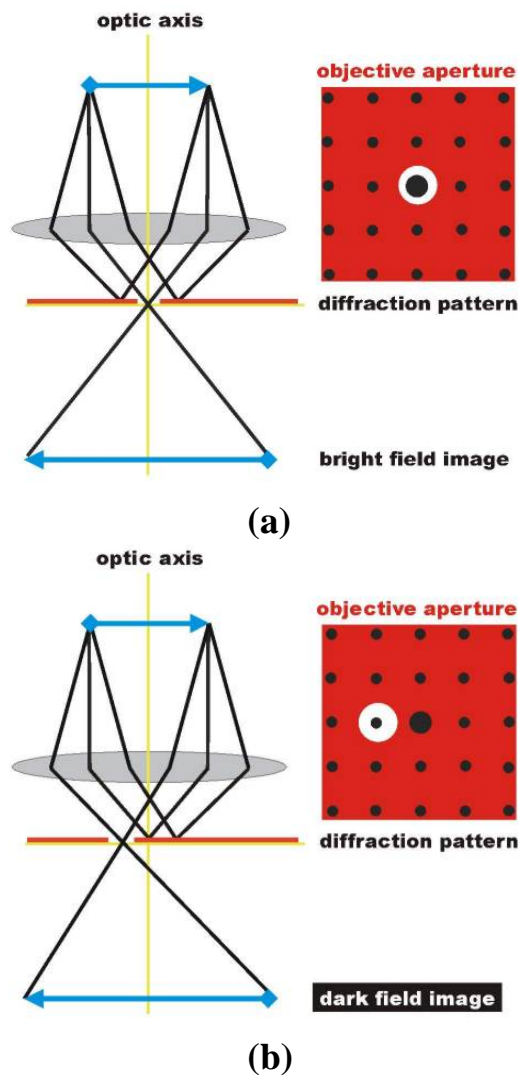 optic axis
objective aperture
diffraction pattern
bright field image
(a)
optic axis
objective aperture
diffraction pattern
dark field image
(b)